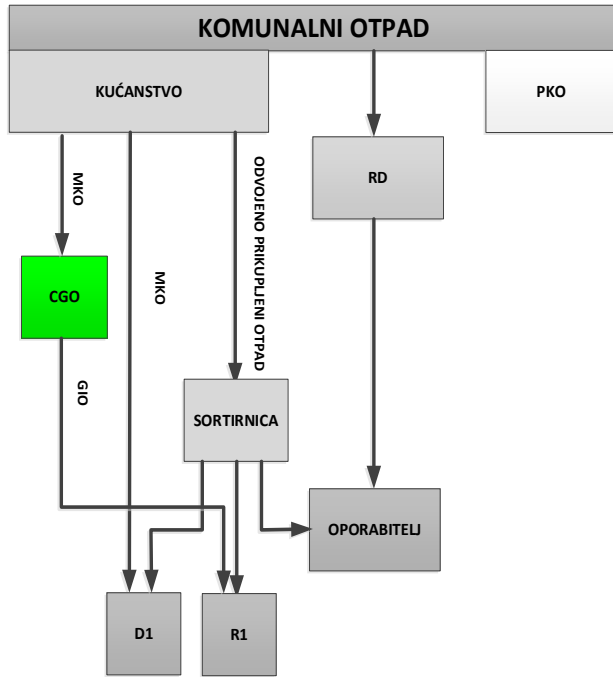 KOMUNALNI OTPAD
KUĆANSTVO
PKO
RD
MKO
MKO
ODVOJENO PRIKUPLJENI OTPAD
CGO
GIO
SORTIRNICA
OPORABITELJ
D1
R1